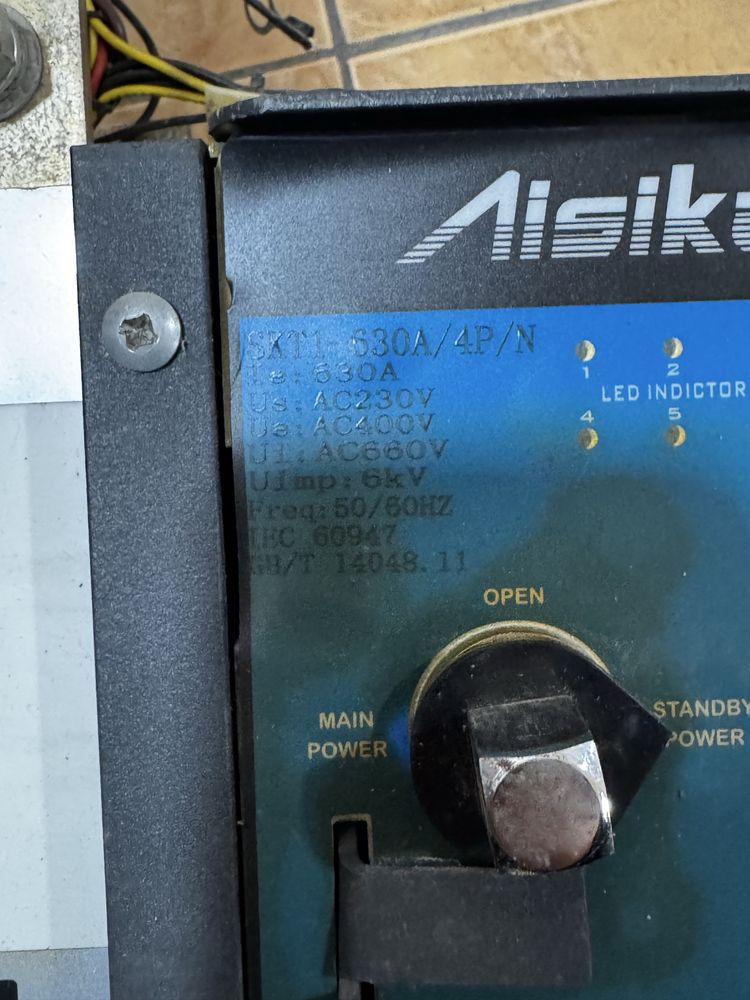 Aisiku
SKT1-630A/4P/N
Ie:630A
Us:AC230V
Ue:AC400V
Ui:AC660V
Uimp:6kV
Freq:50/60HZ
IEC 60947
GB/T 14048.11
1 2
LED INDICTOR
4 5
OPEN
MAIN
POWER
STANDBY
POWER